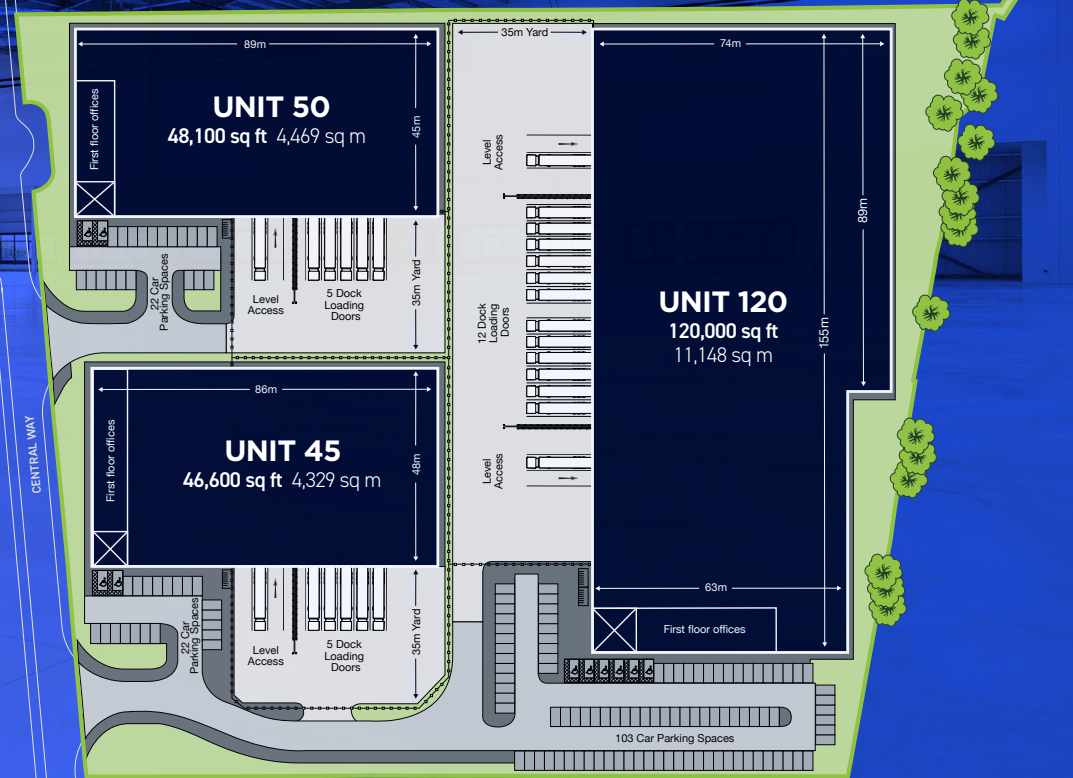 89m
First floor offices
UNIT 50
48,100 sq ft 4,469 sq m
45m
35m Yard
74m
Level
Access
89m
22 Car
Parking Spaces
Level
Access
5 Dock
Loading
Doors
35m Yard
12 Dock
Loading
Doors
UNIT 120
120,000 sq ft
11,148 sq m
155m
CENTRAL WAY
86m
First floor offices
UNIT 45
46,600 sq ft 4,329 sq m
48m
Level
Access
22 Car
Parking Spaces
Level
Access
5 Dock
Loading
Doors
35m Yard
63m
First floor offices
103 Car Parking Spaces